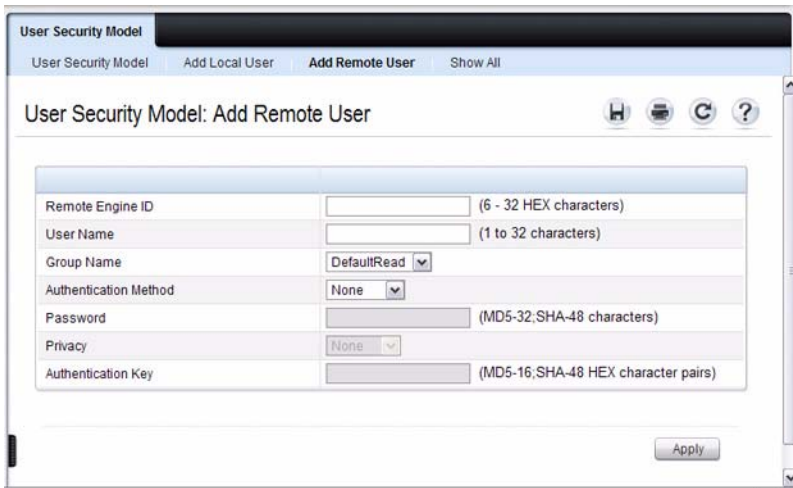 User Security Model
User Security Model Add Local User Add Remote User Show All
User Security Model: Add Remote User
?
Remote Engine ID (6 - 32 HEX characters)
User Name (1 to 32 characters)
Group Name DefaultRead
Authentication Method None
Password (MD5-32;SHA-48 characters)
Privacy None
Authentication Key (MD5-16;SHA-48 HEX character pairs)
Apply